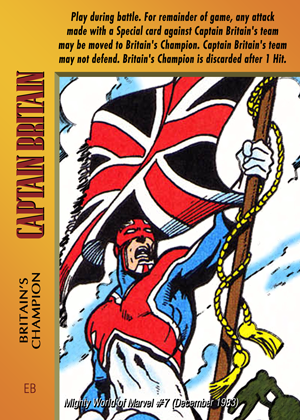 Play during battle. For remainder of game, any attack
made with a Special card against Captain Britain's team
may be moved to Britain's Champion. Captain Britain's team
may not defend. Britain's Champion is discarded after 1 Hit.
CAPTAIN BRITAIN
BRITAIN'S
CHAMPION
EB
Mighty World of Marvel #7 (December 1983)